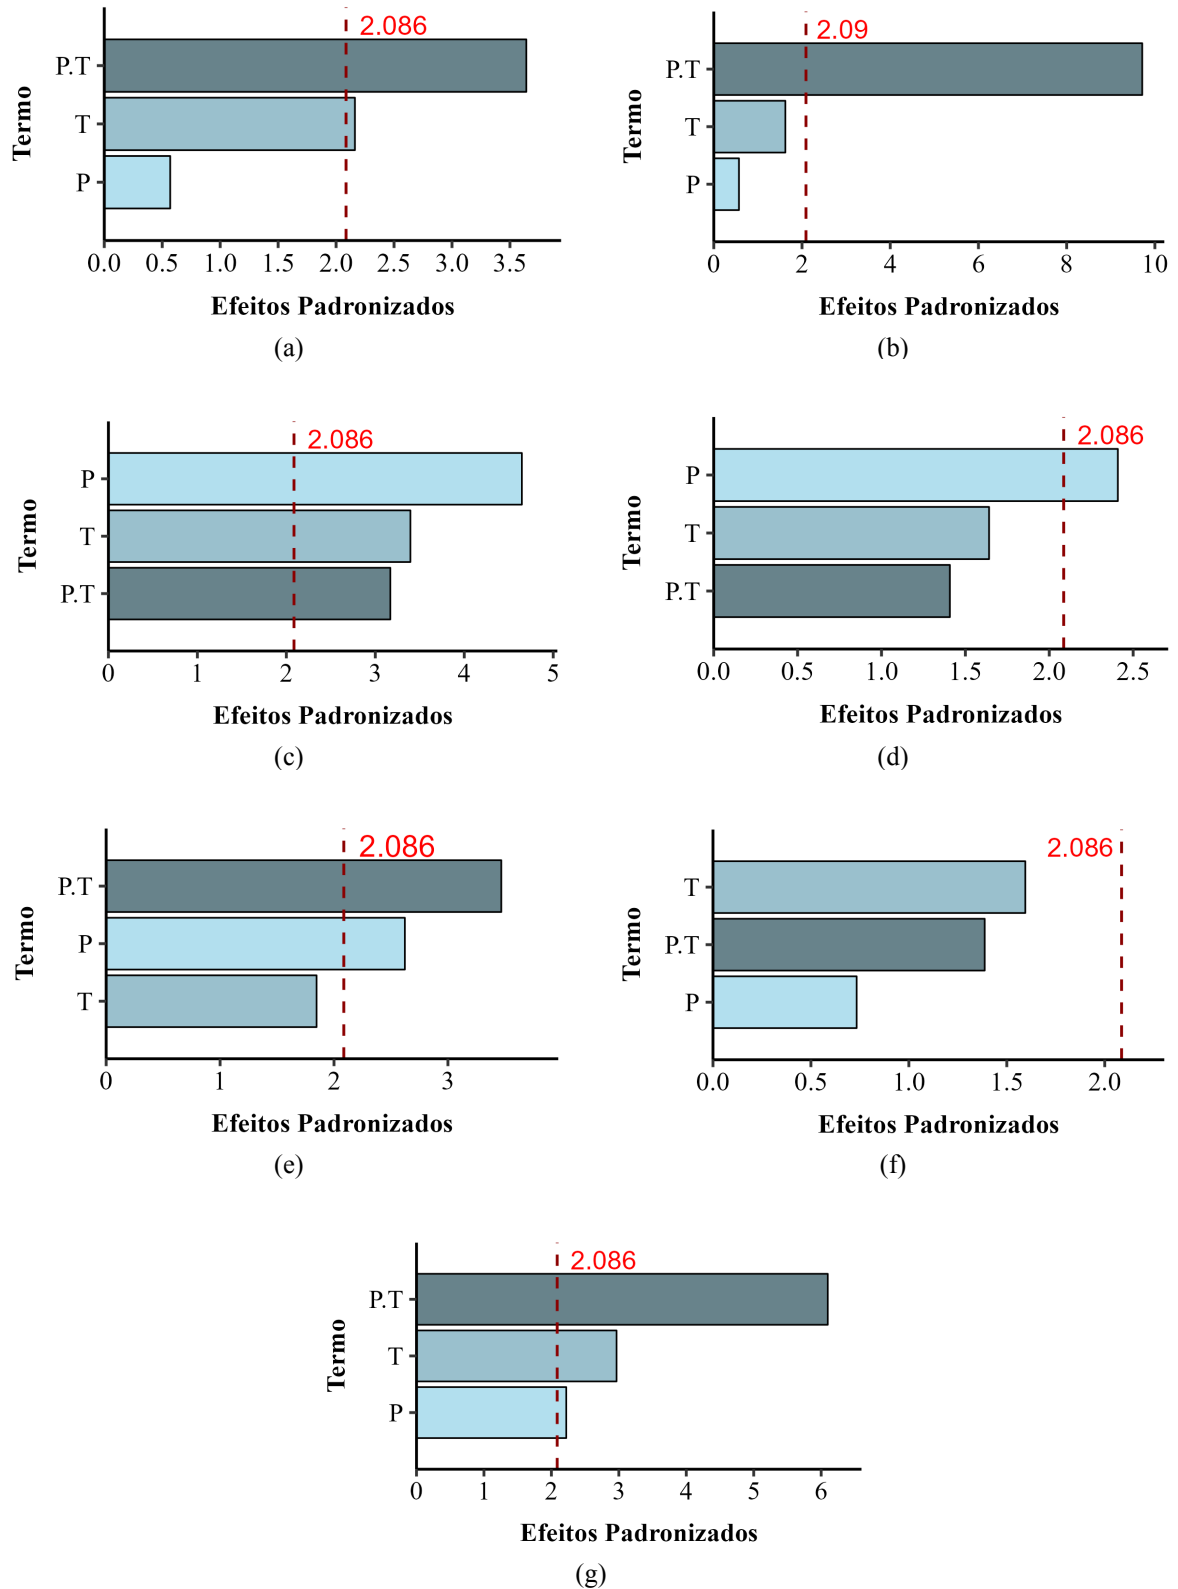 2.086
P.T
T
P
Termo
0.0 0.5 1.0 1.5 2.0 2.5 3.0 3.5
Efeitos Padronizados
(a)
2.09
P.T
T
P
Termo
0 2 4 6 8 10
Efeitos Padronizados
(b)
2.086
P
T
P.T
Termo
0 1 2 3 4 5
Efeitos Padronizados
(c)
2.086
P
T
P.T
Termo
0.0 0.5 1.0 1.5 2.0 2.5
Efeitos Padronizados
(d)
2.086
P.T
P
T
Termo
0 1 2 3
Efeitos Padronizados
(e)
2.086
T
P.T
P
Termo
0.0 0.5 1.0 1.5 2.0
Efeitos Padronizados
(f)
2.086
P.T
T
P
Termo
0 1 2 3 4 5 6
Efeitos Padronizados
(g)